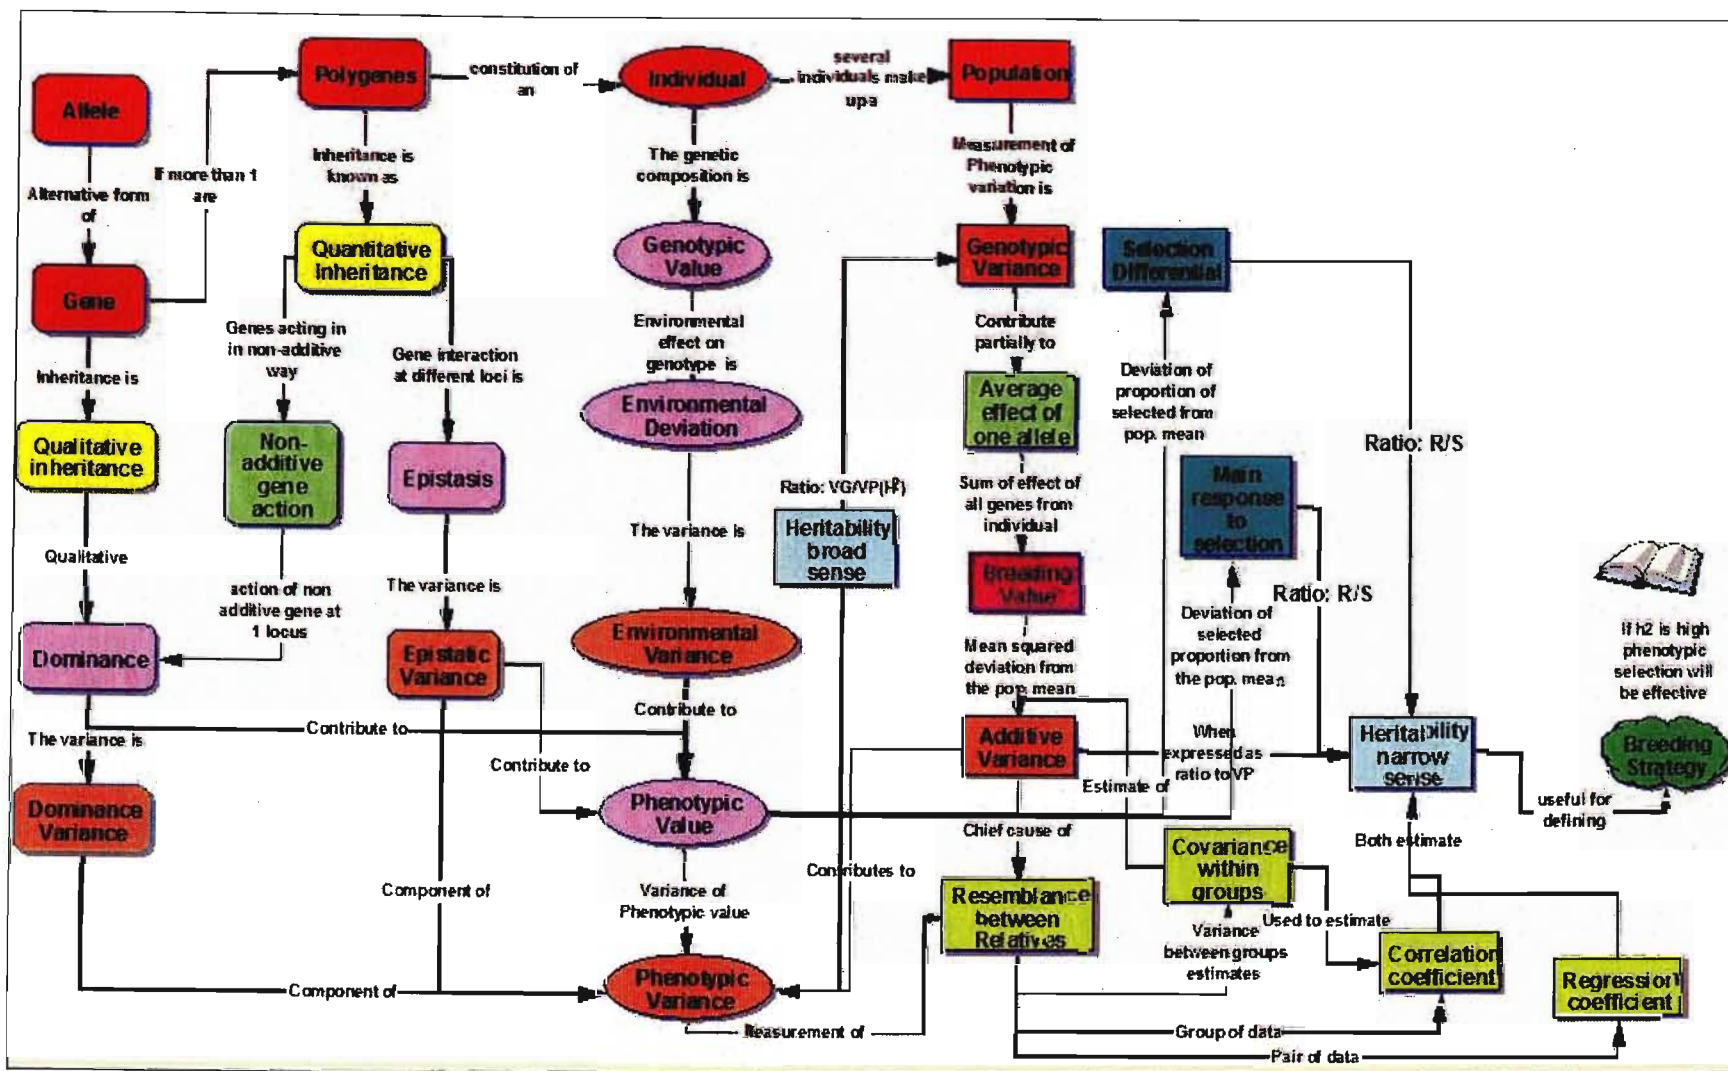 Allele
Alternative form
of
Gene
Inheritance is
Qualitative
inheritance
Qualitative
Dominance
The variance is
Dominance
Variance
If more than 1
are
Polygenes
constitution of
an
Inheritance is
known as
Quantitative
Inheritance
Genes acting in
in non-additive
way
Non-
additive
gene
action
action of non
additive gene at
1 locus
Gene interaction
at different loci is
Epistasis
The variance is
Epistatic
Variance
Contribute to
Contribute to
Component of
Component of
Individual
several
individuals make
up a
The genetic
composition is
Genotypic
Value
Environmental
effect on
genotype is
Environmental
Deviation
The variance is
Environmental
Variance
Contribute to
Phenotypic
Value
Variance of
Phenotypic value
Phenotypic
Variance
Measurement of
Ratio: VG/VP(H²)
Heritability
broad
sense
Population
Measurement of
Phenotypic
variation is
Genotypic
Variance
Contribute
partially to
Average
effect of
one allele
Sum of effect of
all genes from
individual
Breeding
Value
Mean squared
deviation from
the pop. mean
Additive
Variance
Chief cause of
Contributes to
Resemblance
between
Relatives
Selection
Differential
Deviation of
proportion of
selected from
pop. mean
Main
response
to
selection
Deviation of
selected
proportion from
the pop. mean
When
expressed as
ratio to VP
Estimate of
Covariance
within
groups
Variance
between groups
estimates
Used to estimate
Group of data
Pair of data
Ratio: R/S
Ratio: R/S
Heritability
narrow
sense
Both estimate
Correlation
coefficient
Regression
coefficient
useful for
defining
If h2 is high
phenotypic
selection will
be effective
Breeding
Strategy